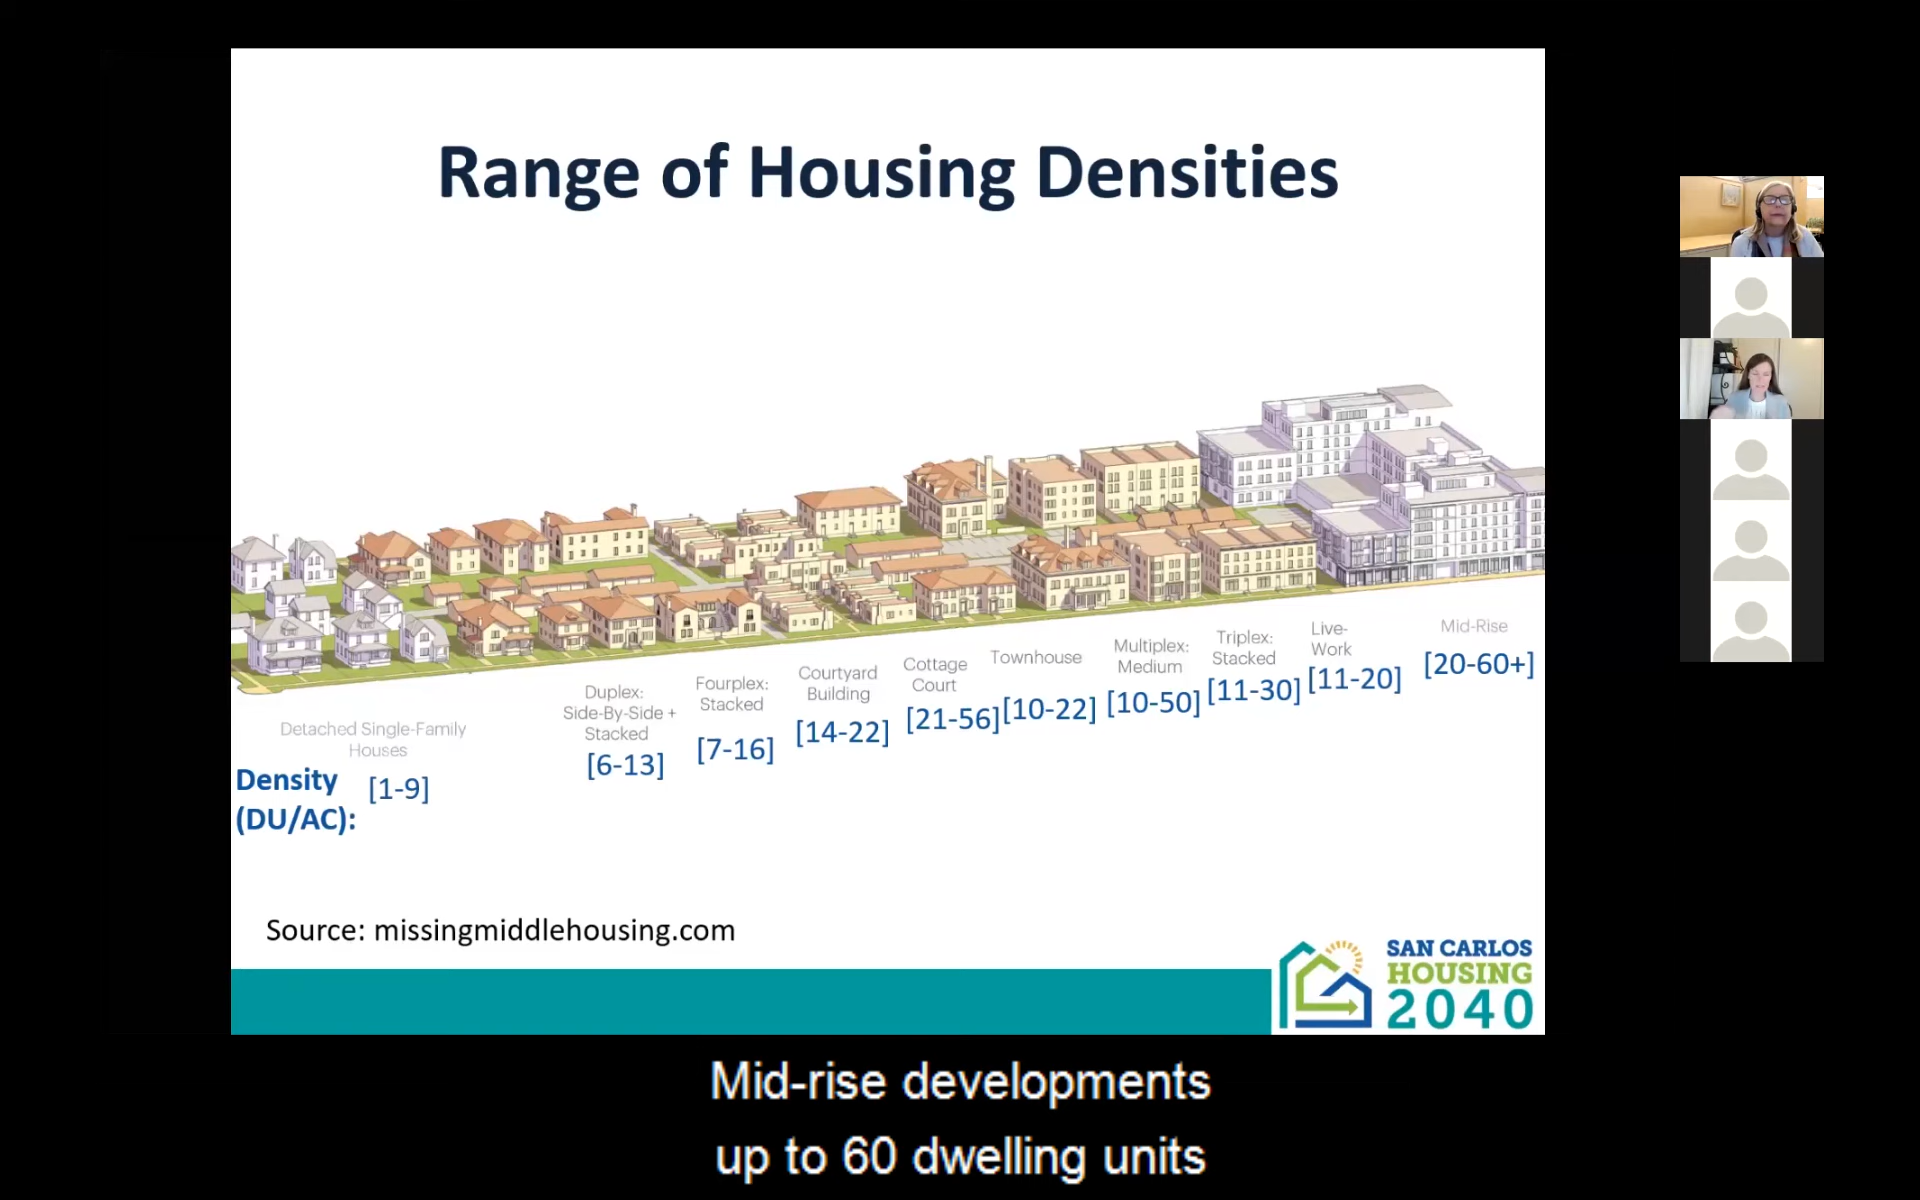 Range of Housing Densities
Detached Single-Family
Houses
[1-9]
Duplex:
Side-By-Side +
Stacked
[6-13]
Fourplex:
Stacked
[7-16]
Courtyard
Building
[14-22]
Cottage
Court
[21-56]
Townhouse
[10-22]
Multiplex:
Medium
[10-50]
Triplex:
Stacked
[11-30]
Live-
Work
[11-20]
Mid-Rise
[20-60+]
Density
(DU/AC):
Source: missingmiddlehousing.com
SAN CARLOS
HOUSING
2040
Mid-rise developments
up to 60 dwelling units